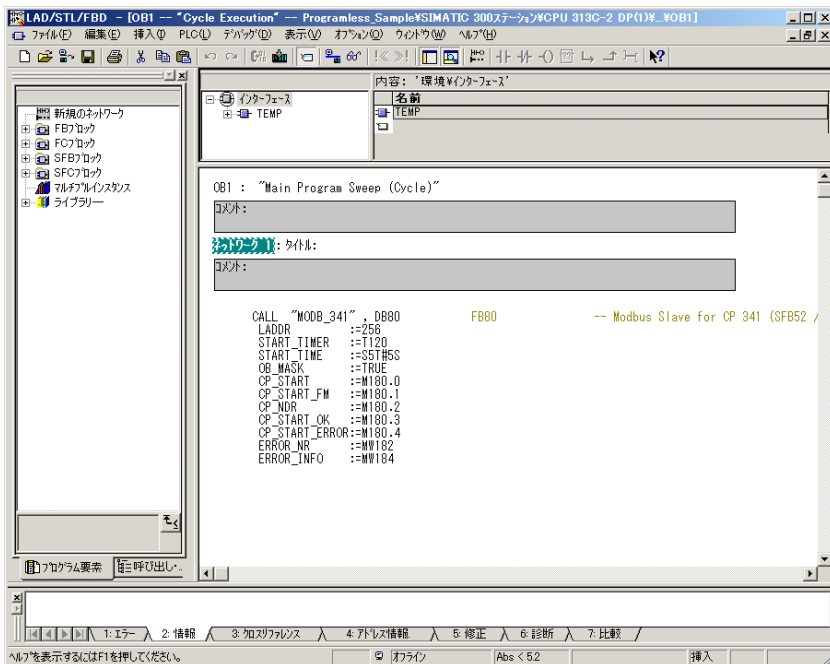 LAD/STL/FBD - [OB1 -- "Cycle Execution" -- Programless_Sample¥SIMATIC 300ステーション¥CPU 313C-2 DP(1)¥...¥OB1]
ファイル(F) 編集(E) 挿入(I) PLC(L) デバッグ(D) 表示(V) オプション(O) ウィンドウ(W) ヘルプ(H)
新規のネットワーク
FBブロック
FCブロック
SFBブロック
SFCブロック
マルチプルインスタンス
ライブラリー
プログラム要素
呼び出し・..
インターフェース
TEMP
内容: '環境¥インターフェース'
名前
TEMP
OB1 : "Main Program Sweep (Cycle)"
コメント:
ネットワーク 1: タイトル:
コメント:
CALL "MODB_341" , DB80 FB80 -- Modbus Slave for CP 341 (SFB52 /
LADDR :=256
START_TIMER :=T120
START_TIME :=S5T#5S
OB_MASK :=TRUE
CP_START :=M180.0
CP_START_FM :=M180.1
CP_NDR :=M180.2
CP_START_OK :=M180.3
CP_START_ERROR:=M180.4
ERROR_NR :=MW182
ERROR_INFO :=MW184
1: エラー 2: 情報 3: クロスリファレンス 4: アドレス情報 5: 修正 6: 診断 7: 比較
ヘルプを表示するにはF1を押してください。 オフライン Abs < 5.2 挿入